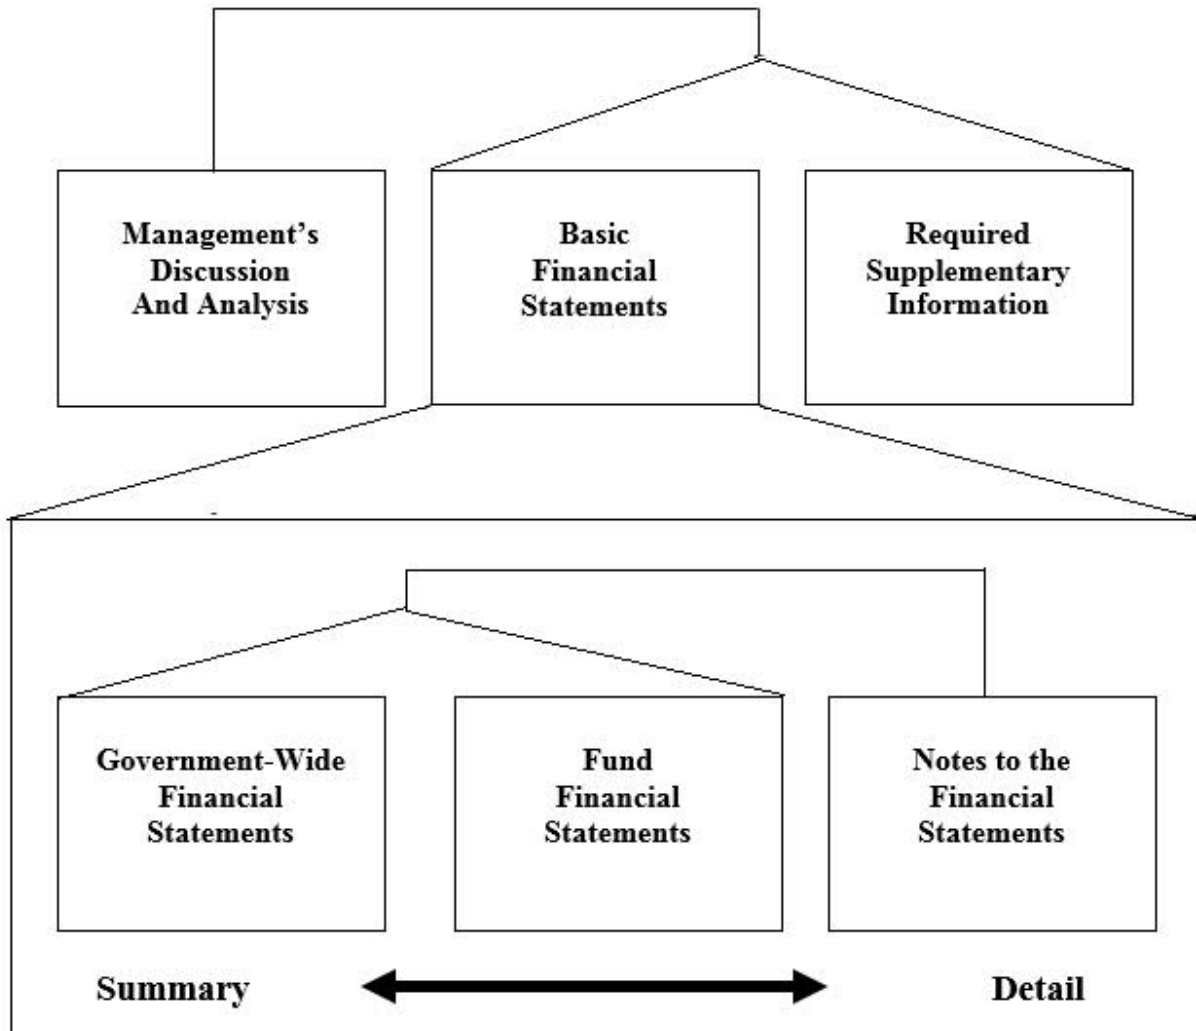 Management’s
Discussion
And Analysis
Basic
Financial
Statements
Required
Supplementary
Information
Government-Wide
Financial
Statements
Fund
Financial
Statements
Notes to the
Financial
Statements
Summary
Detail